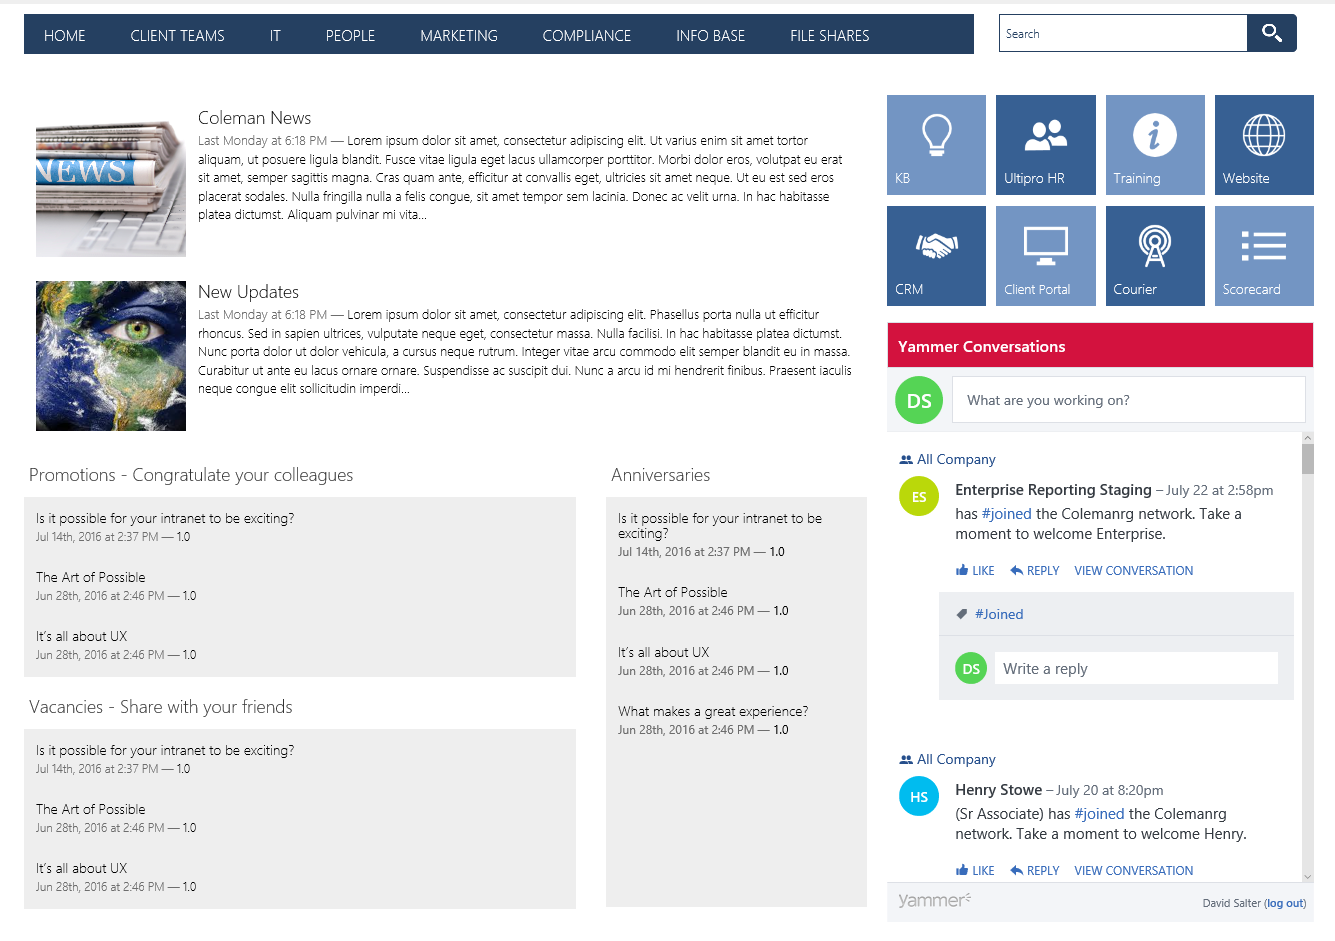 HOME CLIENT TEAMS IT PEOPLE MARKETING COMPLIANCE INFO BASE FILE SHARES
Search
NEWS
Coleman News
Last Monday at 6:18 PM — Lorem ipsum dolor sit amet, consectetur adipiscing elit. Ut varius enim sit amet tortor
aliquam, ut posuere ligula blandit. Fusce vitae ligula eget lacus ullamcorper porttitor. Morbi dolor eros, volutpat eu erat
sit amet, semper sagittis magna. Cras quam ante, efficitur at convallis eget, ultricies sit amet neque. Ut eu est sed eros
placerat sodales. Nulla fringilla nulla a felis congue, sit amet tempor sem lacinia. Donec ac velit urna. In hac habitasse
platea dictumst. Aliquam pulvinar mi vita...
New Updates
Last Monday at 6:18 PM — Lorem ipsum dolor sit amet, consectetur adipiscing elit. Phasellus porta nulla ut efficitur
rhoncus. Sed in sapien ultrices, vulputate neque eget, consectetur massa. Nulla facilisi. In hac habitasse platea dictumst.
Nunc porta dolor ut dolor vehicula, a cursus neque rutrum. Integer vitae arcu commodo elit semper blandit eu in massa.
Curabitur ut ante eu lacus ornare ornare. Suspendisse ac suscipit dui. Nunc a arcu id mi hendrerit finibus. Praesent iaculis
neque congue elit sollicitudin imperdi...
Promotions - Congratulate your colleagues
Is it possible for your intranet to be exciting?
Jul 14th, 2016 at 2:37 PM — 1.0
The Art of Possible
Jun 28th, 2016 at 2:46 PM — 1.0
It's all about UX
Jun 28th, 2016 at 2:46 PM — 1.0
Vacancies - Share with your friends
Is it possible for your intranet to be exciting?
Jul 14th, 2016 at 2:37 PM — 1.0
The Art of Possible
Jun 28th, 2016 at 2:46 PM — 1.0
It's all about UX
Jun 28th, 2016 at 2:46 PM — 1.0
Anniversaries
Is it possible for your intranet to be
exciting?
Jul 14th, 2016 at 2:37 PM — 1.0
The Art of Possible
Jun 28th, 2016 at 2:46 PM — 1.0
It's all about UX
Jun 28th, 2016 at 2:46 PM — 1.0
What makes a great experience?
Jun 28th, 2016 at 2:46 PM — 1.0
KB
Ultipro HR
Training
Website
CRM
Client Portal
Courier
Scorecard
Yammer Conversations
DS
What are you working on?
All Company
ES
Enterprise Reporting Staging – July 22 at 2:58pm
has #joined the Colemanrg network. Take a
moment to welcome Enterprise.
LIKE REPLY VIEW CONVERSATION
#Joined
DS
Write a reply
All Company
HS
Henry Stowe – July 20 at 8:20pm
(Sr Associate) has #joined the Colemanrg
network. Take a moment to welcome Henry.
LIKE REPLY VIEW CONVERSATION
yammer
David Salter (log out)